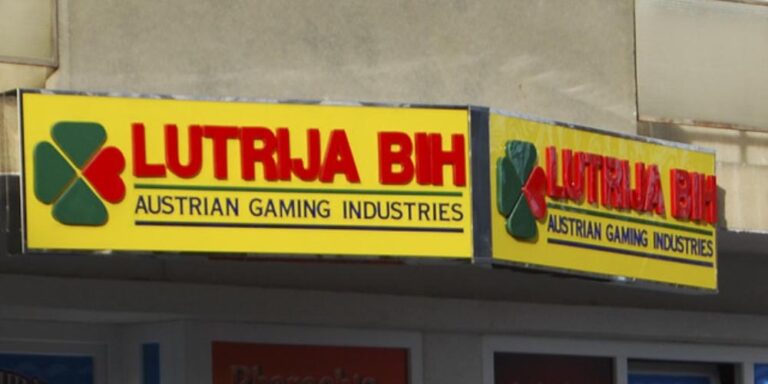 LUTRIJA BIH
AUSTRIAN GAMING INDUSTRIES
LUTRIJA BIH
AUSTRIAN GAMING INDUSTRIES